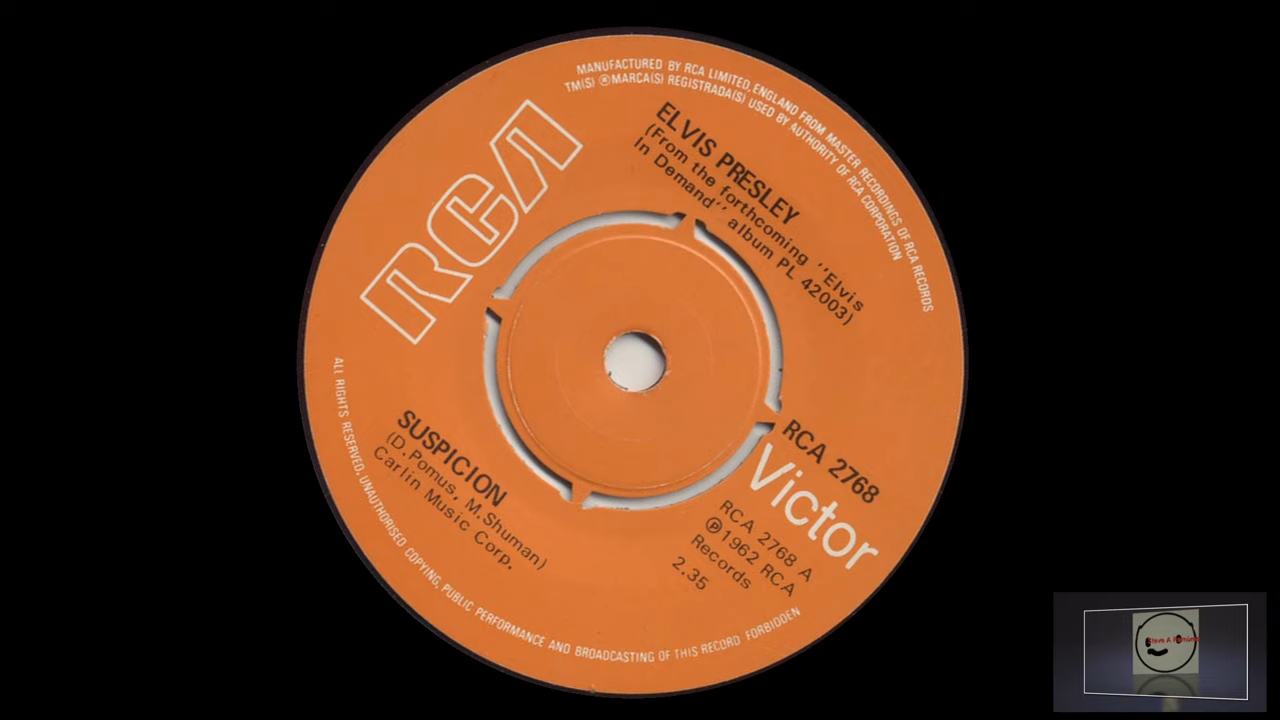 MANUFACTURED BY RCA LIMITED, ENGLAND FROM MASTER RECORDINGS OF RCA RECORDS
TM(S) ®MARCA(S) REGISTRADA(S) USED BY AUTHORITY OF RCA CORPORATION
RCA
ELVIS PRESLEY
(From the forthcoming "Elvis
In Demand" album PL 42003)
RCA 2768
Victor
RCA 2768 A
℗1962 RCA
Records
2.35
SUSPICION
(D.Pomus, M.Shuman)
Carlin Music Corp.
ALL RIGHTS RESERVED, UNAUTHORISED COPYING, PUBLIC PERFORMANCE AND BROADCASTING OF THIS RECORD FORBIDDEN